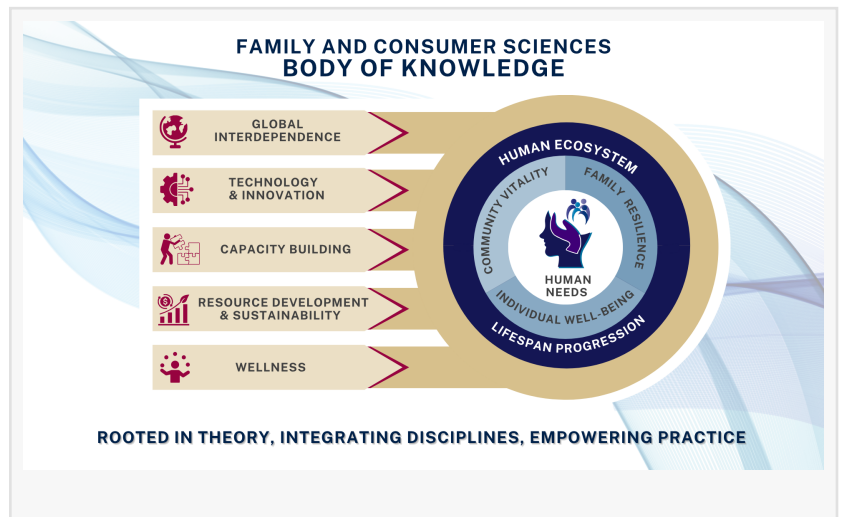 FAMILY AND CONSUMER SCIENCES
BODY OF KNOWLEDGE
GLOBAL
INTERDEPENDENCE
TECHNOLOGY
& INNOVATION
CAPACITY BUILDING
RESOURCE DEVELOPMENT
& SUSTAINABILITY
WELLNESS
HUMAN ECOSYSTEM
COMMUNITY VITALITY
FAMILY RESILIENCE
HUMAN
NEEDS
INDIVIDUAL WELL-BEING
LIFESPAN PROGRESSION
ROOTED IN THEORY, INTEGRATING DISCIPLINES, EMPOWERING PRACTICE